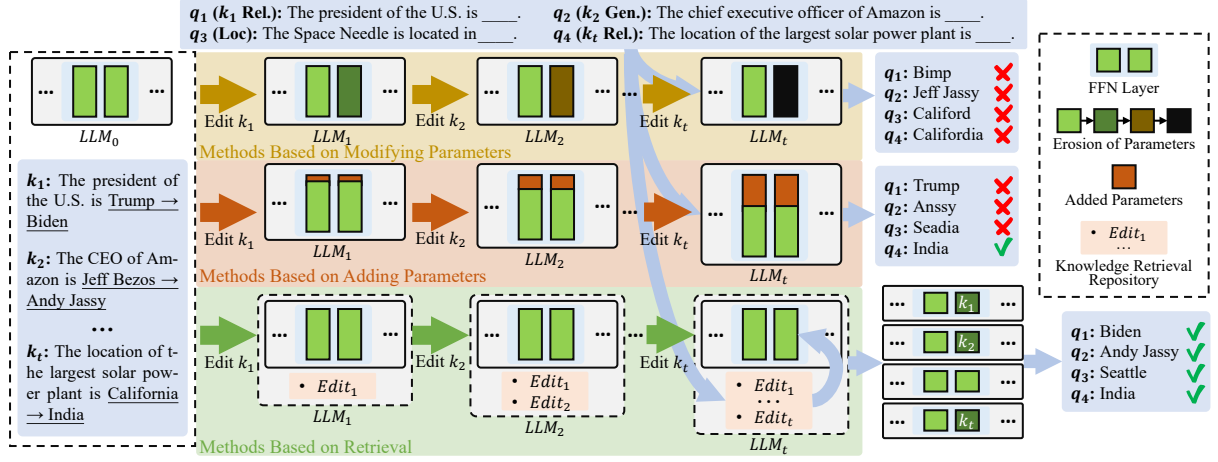 q1 (k1 Rel.): The president of the U.S. is ____.
q2 (k2 Gen.): The chief executive officer of Amazon is ____.
q3 (Loc): The Space Needle is located in____.
q4 (kt Rel.): The location of the largest solar power plant is ____.
... ...
LLM0
k1: The president of
the U.S. is Trump →
Biden
k2: The CEO of Am-
azon is Jeff Bezos →
Andy Jassy
...
kt: The location of t-
he largest solar pow-
er plant is California
→ India
Edit k1
... ...
LLM1
Edit k2
... ...
LLM2
...
Edit kt
... ...
LLMt
Methods Based on Modifying Parameters
q1: Bimp
q2: Jeff Jassy
q3: Califord
q4: Califordia
Edit k1
... ...
LLM1
Edit k2
... ...
LLM2
...
Edit kt
... ...
LLMt
Methods Based on Adding Parameters
q1: Trump
q2: Anssy
q3: Seadia
q4: India
Edit k1
... ...
• Edit1
LLM1
Edit k2
... ...
• Edit1
• Edit2
LLM2
...
Edit kt
... ...
• Edit1
...
• Editt
LLMt
Methods Based on Retrieval
... k1 ...
... k2 ...
... ...
... kt ...
q1: Biden
q2: Andy Jassy
q3: Seattle
q4: India
FFN Layer
Erosion of Parameters
Added Parameters
• Edit1
...
Knowledge Retrieval
Repository